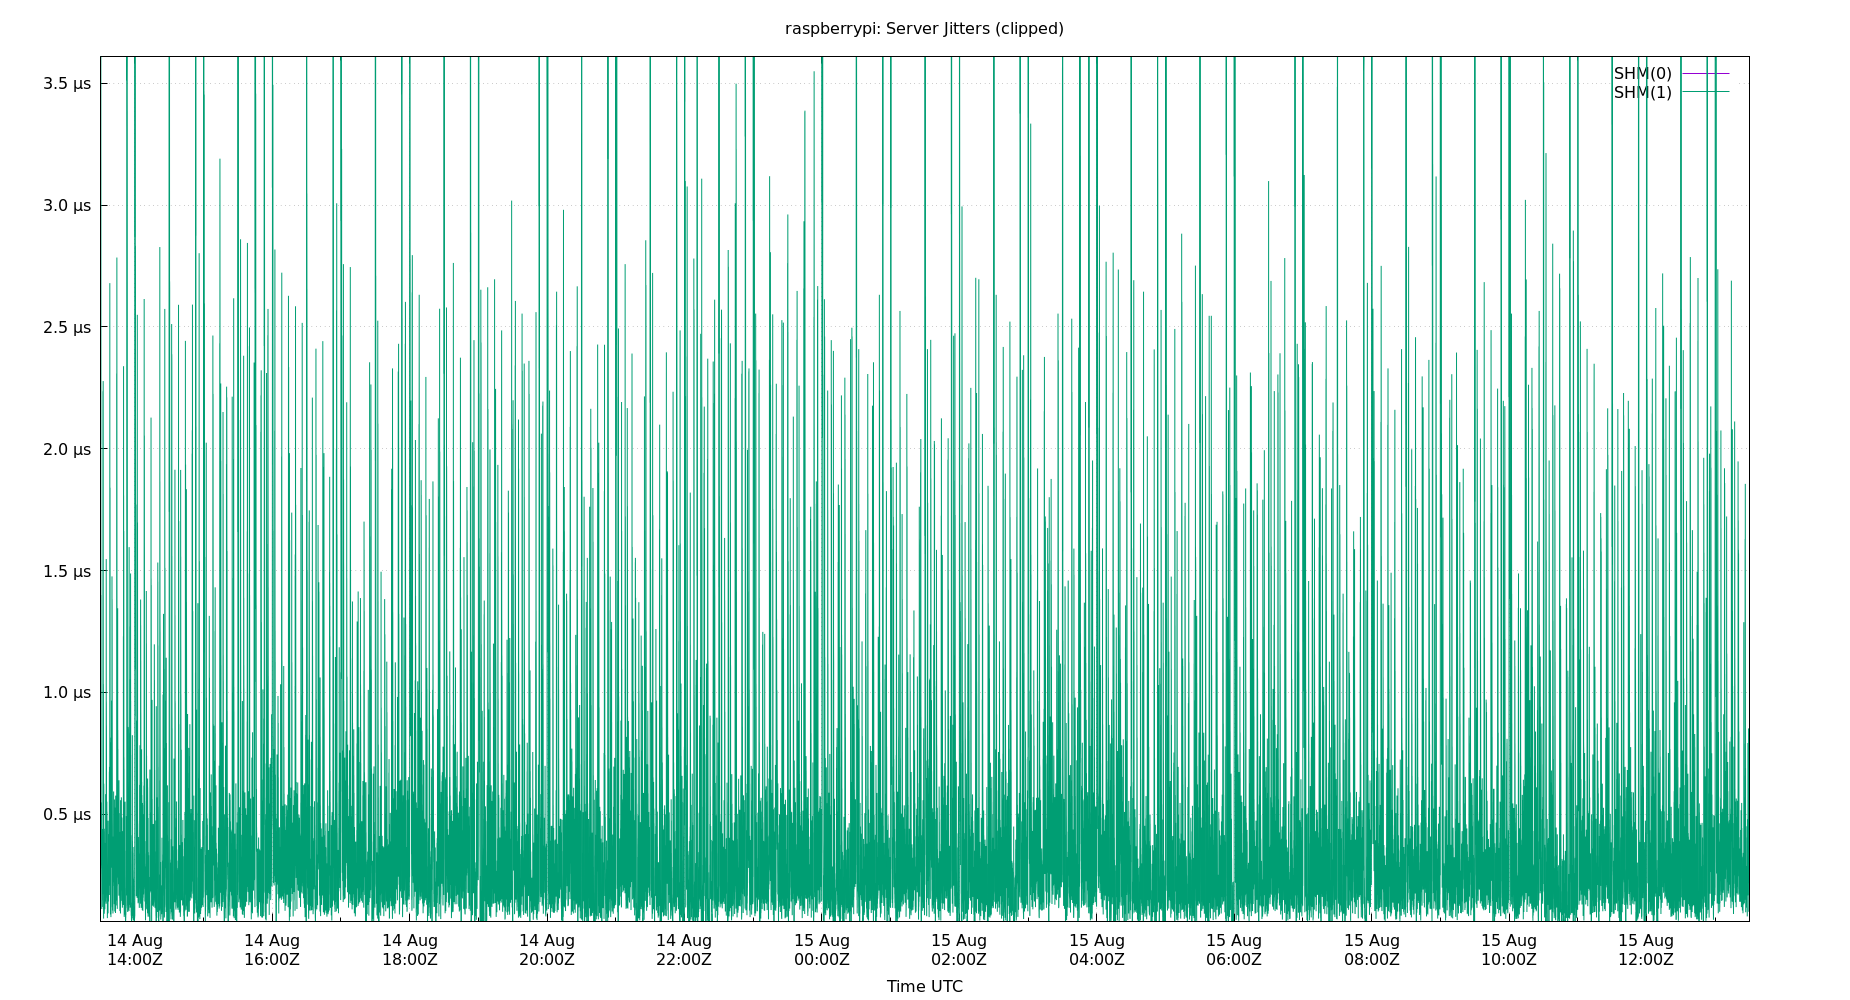 raspberrypi: Server Jitters (clipped)
3.5 µs
3.0 µs
2.5 µs
2.0 µs
1.5 µs
1.0 µs
0.5 µs
SHM(0)
SHM(1)
14 Aug 14 Aug 14 Aug 14 Aug 14 Aug 15 Aug 15 Aug 15 Aug 15 Aug 15 Aug 15 Aug 15 Aug
14:00Z 16:00Z 18:00Z 20:00Z 22:00Z 00:00Z 02:00Z 04:00Z 06:00Z 08:00Z 10:00Z 12:00Z
Time UTC